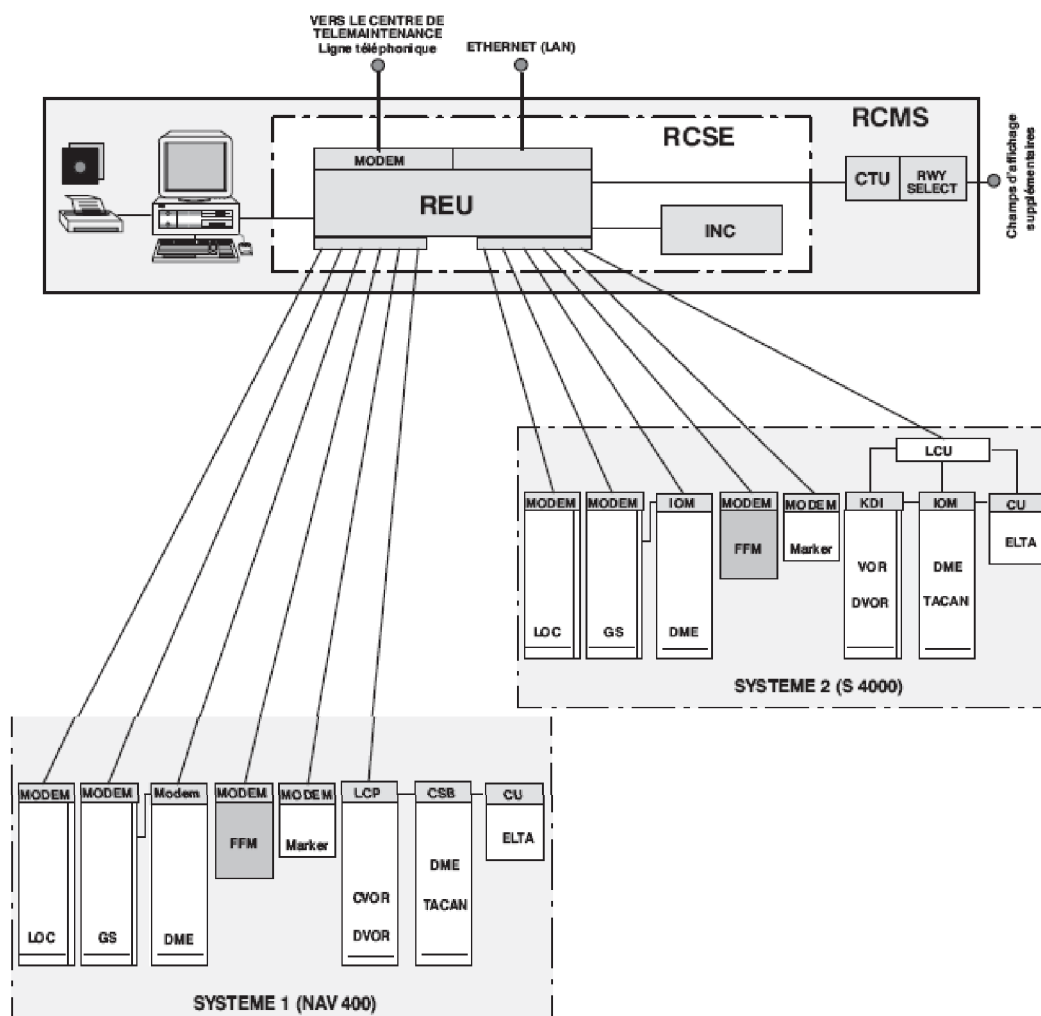 VERS LE CENTRE DE
TELEMAINTENANCE
Ligne téléphonique
ETHERNET (LAN)
RCMS
RCSE
MODEM
REU
INC
CTU
RWY
SELECT
Champs d'affichage
supplémentaires
LCU
MODEM
MODEM
IOM
MODEM
MODEM
KDI
IOM
CU
FFM
Marker
ELTA
VOR
DME
DVOR
TACAN
LOC
GS
DME
SYSTEME 2 (S 4000)
MODEM
MODEM
Modem
MODEM
MODEM
LCP
CSB
CU
FFM
Marker
ELTA
DME
CVOR
TACAN
LOC
GS
DME
DVOR
SYSTEME 1 (NAV 400)